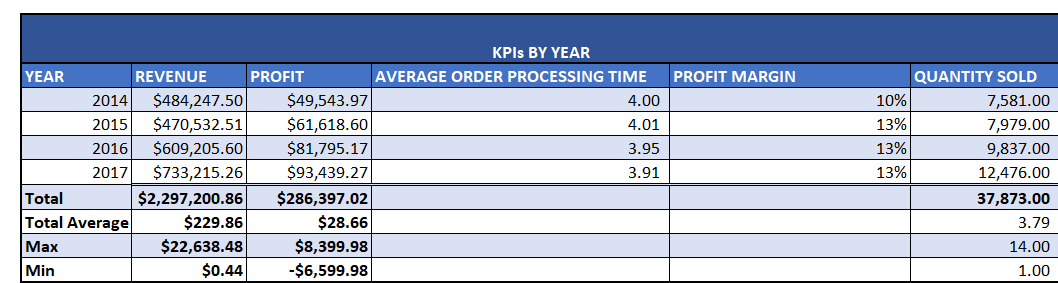 KPIs BY YEAR
YEAR REVENUE PROFIT AVERAGE ORDER PROCESSING TIME PROFIT MARGIN QUANTITY SOLD
2014 $484,247.50 $49,543.97 4.00 10% 7,581.00
2015 $470,532.51 $61,618.60 4.01 13% 7,979.00
2016 $609,205.60 $81,795.17 3.95 13% 9,837.00
2017 $733,215.26 $93,439.27 3.91 13% 12,476.00
Total $2,297,200.86 $286,397.02 37,873.00
Total Average $229.86 $28.66 3.79
Max $22,638.48 $8,399.98 14.00
Min $0.44 -$6,599.98 1.00